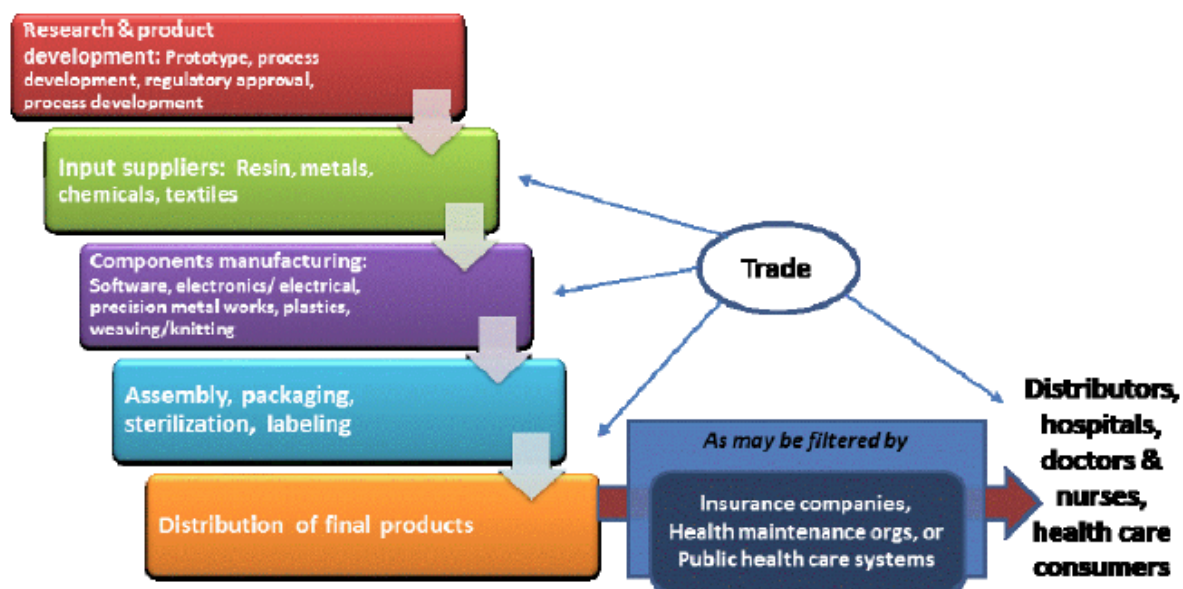 Research & product
development: Prototype, process
development, regulatory approval,
process development
Input suppliers: Resin, metals,
chemicals, textiles
Components manufacturing:
Software, electronics/ electrical,
precision metal works, plastics,
weaving/knitting
Assembly, packaging,
sterilization, labeling
Distribution of final products
Trade
As may be filtered by
Insurance companies,
Health maintenance orgs, or
Public health care systems
Distributors,
hospitals,
doctors &
nurses,
health care
consumers